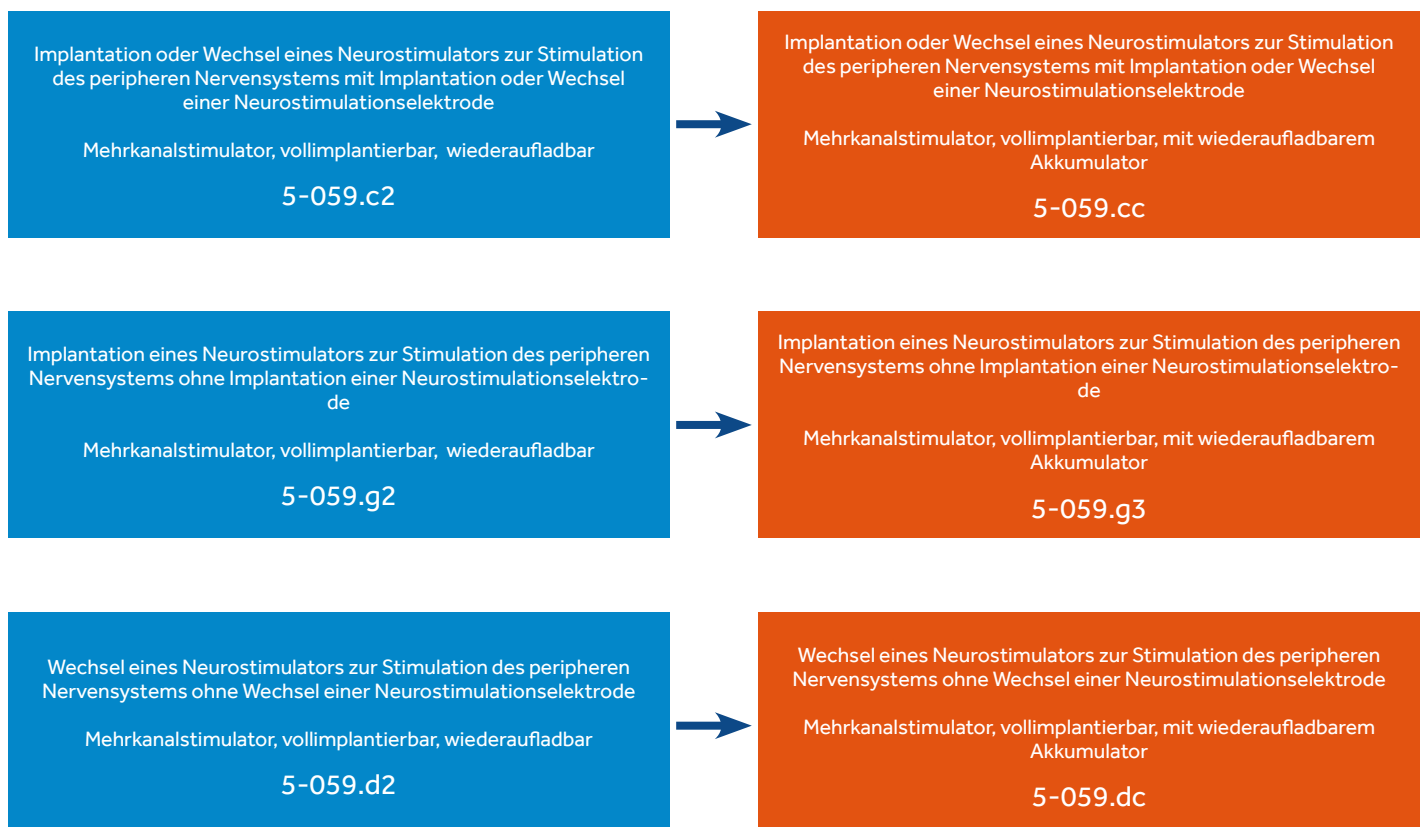 Implantation oder Wechsel eines Neurostimulators zur Stimulation
des peripheren Nervensystems mit Implantation oder Wechsel
einer Neurostimulationselektrode
Mehrkanalstimulator, vollimplantierbar, wiederaufladbar
5-059.c2
Implantation oder Wechsel eines Neurostimulators zur Stimulation
des peripheren Nervensystems mit Implantation oder Wechsel
einer Neurostimulationselektrode
Mehrkanalstimulator, vollimplantierbar, mit wiederaufladbarem
Akkumulator
5-059.cc
Implantation eines Neurostimulators zur Stimulation des peripheren
Nervensystems ohne Implantation einer Neurostimulationselektro-
de
Mehrkanalstimulator, vollimplantierbar, wiederaufladbar
5-059.g2
Implantation eines Neurostimulators zur Stimulation des peripheren
Nervensystems ohne Implantation einer Neurostimulationselektro-
de
Mehrkanalstimulator, vollimplantierbar, mit wiederaufladbarem
Akkumulator
5-059.g3
Wechsel eines Neurostimulators zur Stimulation des peripheren
Nervensystems ohne Wechsel einer Neurostimulationselektrode
Mehrkanalstimulator, vollimplantierbar, wiederaufladbar
5-059.d2
Wechsel eines Neurostimulators zur Stimulation des peripheren
Nervensystems ohne Wechsel einer Neurostimulationselektrode
Mehrkanalstimulator, vollimplantierbar, mit wiederaufladbarem
Akkumulator
5-059.dc